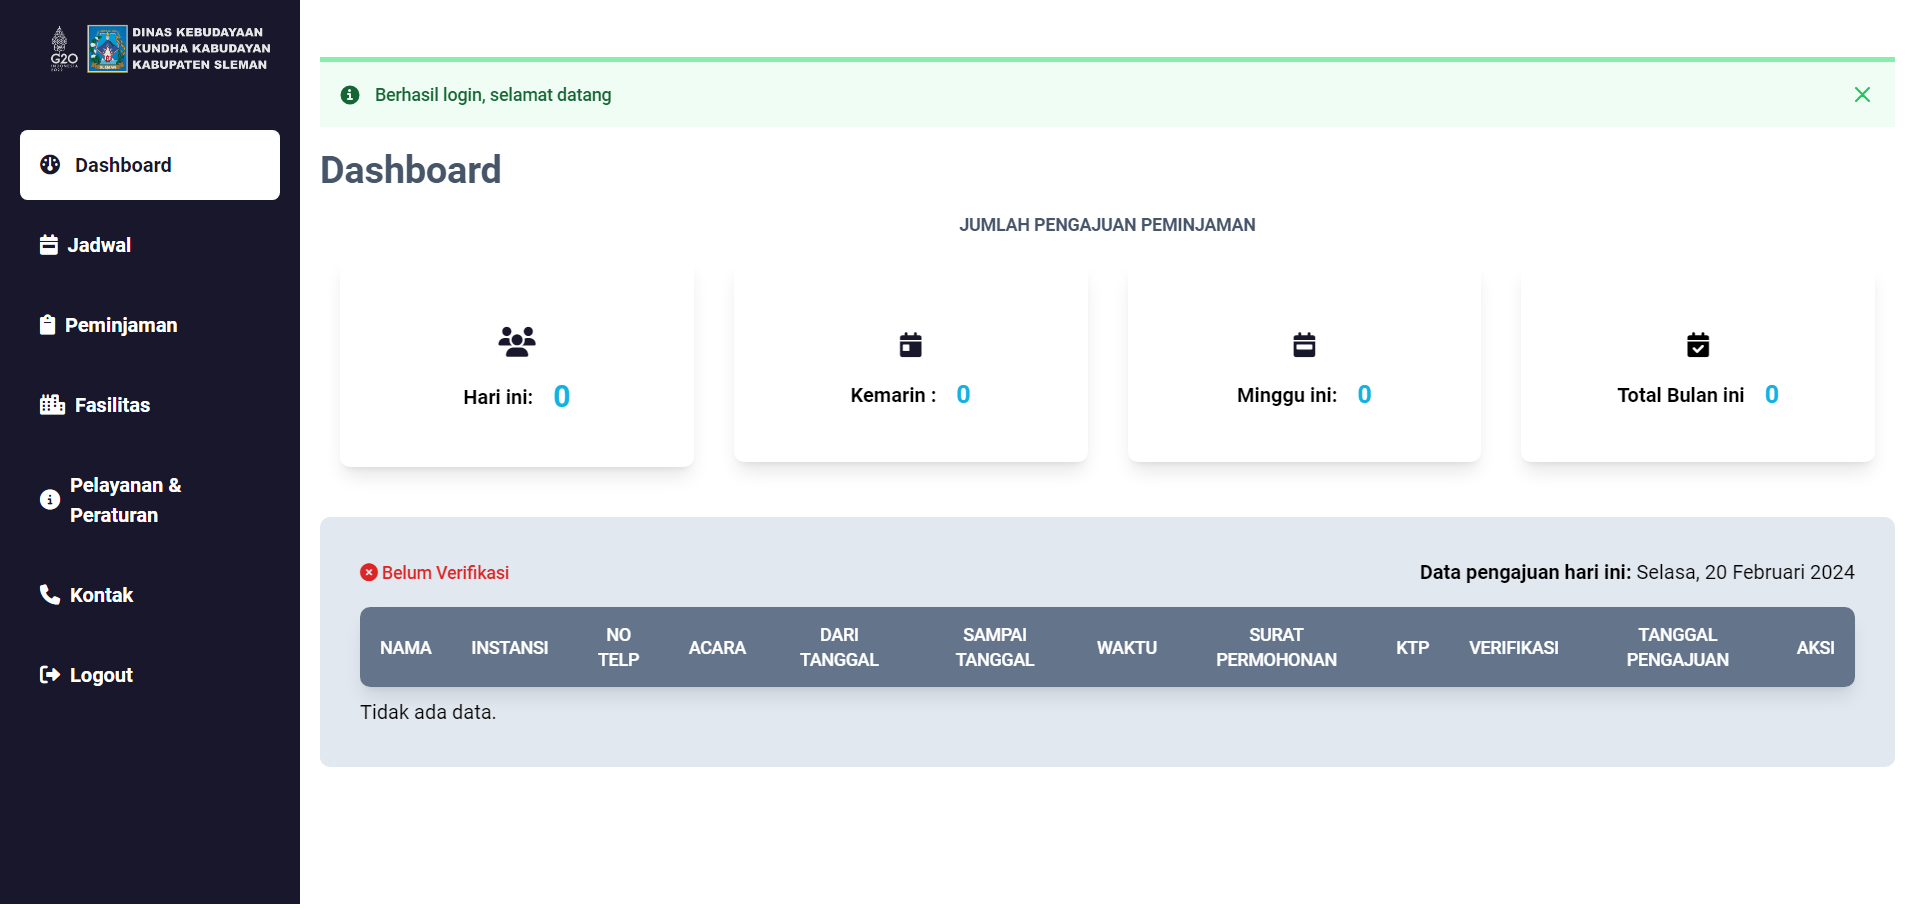 G20
INDONESIA
2022
DINAS KEBUDAYAAN
KUNDHA KABUDAYAN
KABUPATEN SLEMAN
Dashboard
Jadwal
Peminjaman
Fasilitas
Pelayanan &
Peraturan
Kontak
Logout
Berhasil login, selamat datang
Dashboard
JUMLAH PENGAJUAN PEMINJAMAN
Hari ini: 0
Kemarin : 0
Minggu ini: 0
Total Bulan ini 0
Belum Verifikasi
Data pengajuan hari ini: Selasa, 20 Februari 2024
NAMA
INSTANSI
NO
TELP
ACARA
DARI
TANGGAL
SAMPAI
TANGGAL
WAKTU
SURAT
PERMOHONAN
KTP
VERIFIKASI
TANGGAL
PENGAJUAN
AKSI
Tidak ada data.